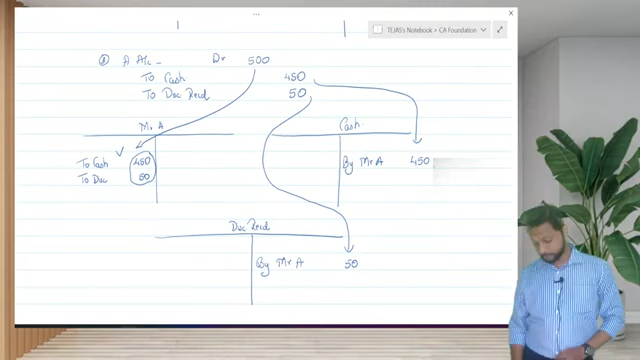 TEJAS's Notebook > CA Foundation
A A/c - Dr 500
To Cash 450
To Disc Recd 50
Mr A
To Cash 450
To Disc 50
Cash
By Mr A 450
Disc Recd
By Mr A 50